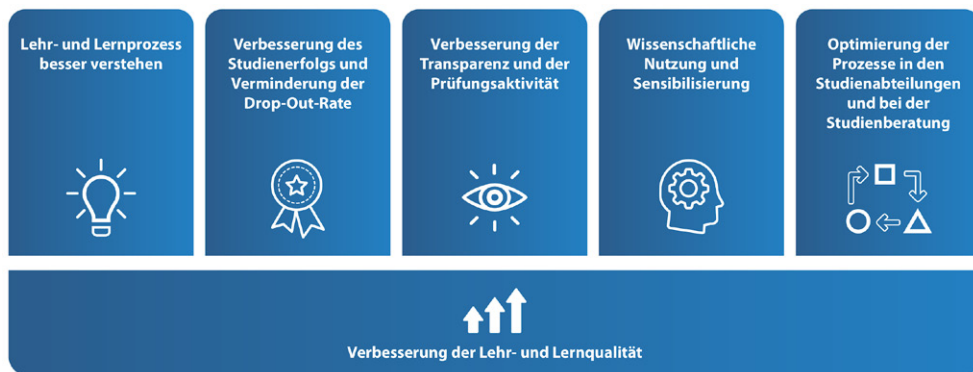 Lehr- und Lernprozess
besser verstehen
Verbesserung des
Studienerfolgs und
Verminderung der
Drop-Out-Rate
Verbesserung der
Transparenz und der
Prüfungsaktivität
Wissenschaftliche
Nutzung und
Sensibilisierung
Optimierung der
Prozesse in den
Studienabteilungen
und bei der
Studienberatung
Verbesserung der Lehr- und Lernqualität